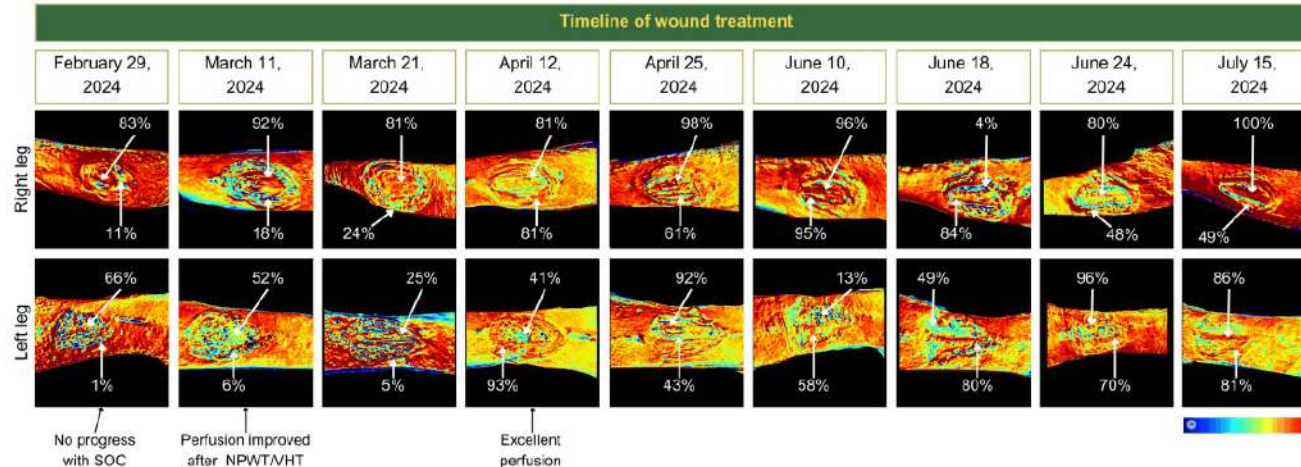 Timeline of wound treatment
February 29, 2024
March 11, 2024
March 21, 2024
April 12, 2024
April 25, 2024
June 10, 2024
June 18, 2024
June 24, 2024
July 15, 2024
Right leg
83% 92% 81% 81% 98% 96% 4% 80% 100%
11% 18% 24% 81% 61% 95% 84% 48% 49%
Left leg
66% 52% 25% 41% 92% 13% 49% 96% 86%
1% 6% 5% 93% 43% 58% 80% 70% 81%
No progress
with SOC
Perfusion improved
after NPWT/VHT
Excellent
perfusion